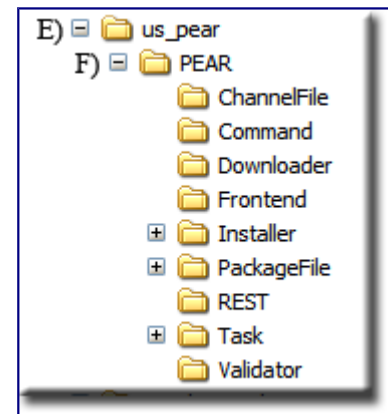 E) us_pear
F) PEAR
ChannelFile
Command
Downloader
Frontend
Installer
PackageFile
REST
Task
Validator